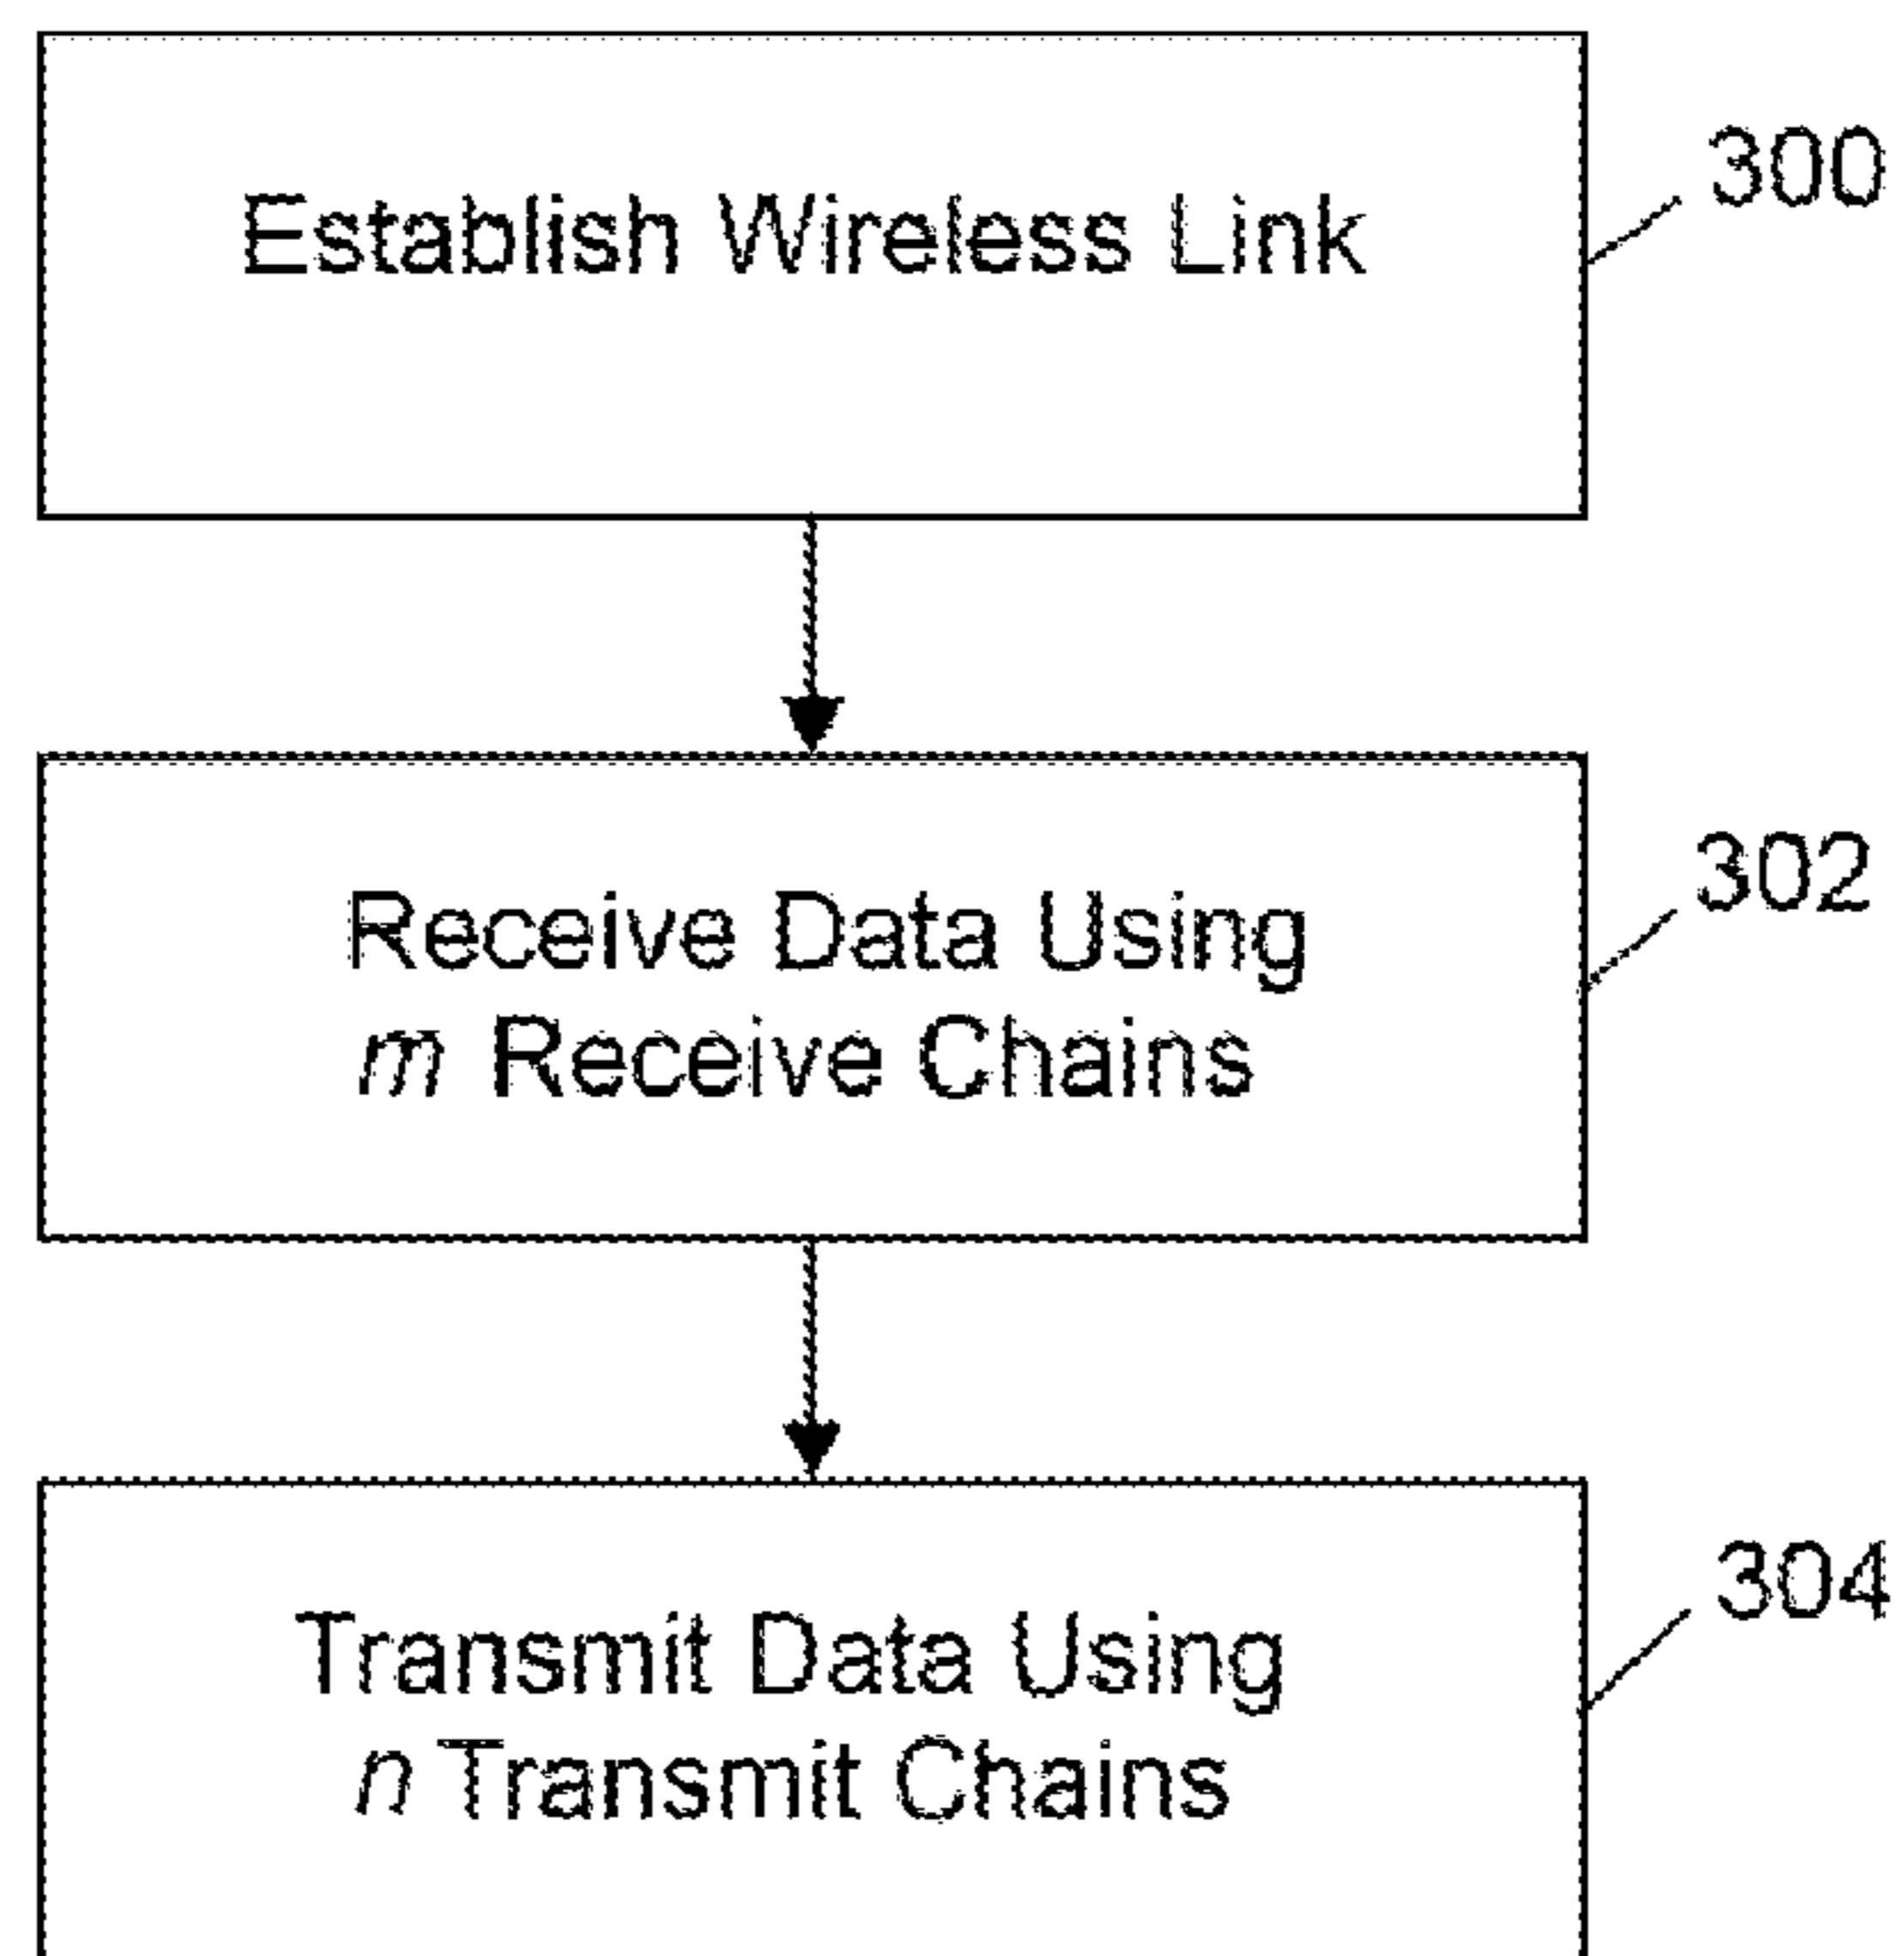 Establish Wireless Link
300
Receive Data Using
m Receive Chains
302
Transmit Data Using
n Transmit Chains
304